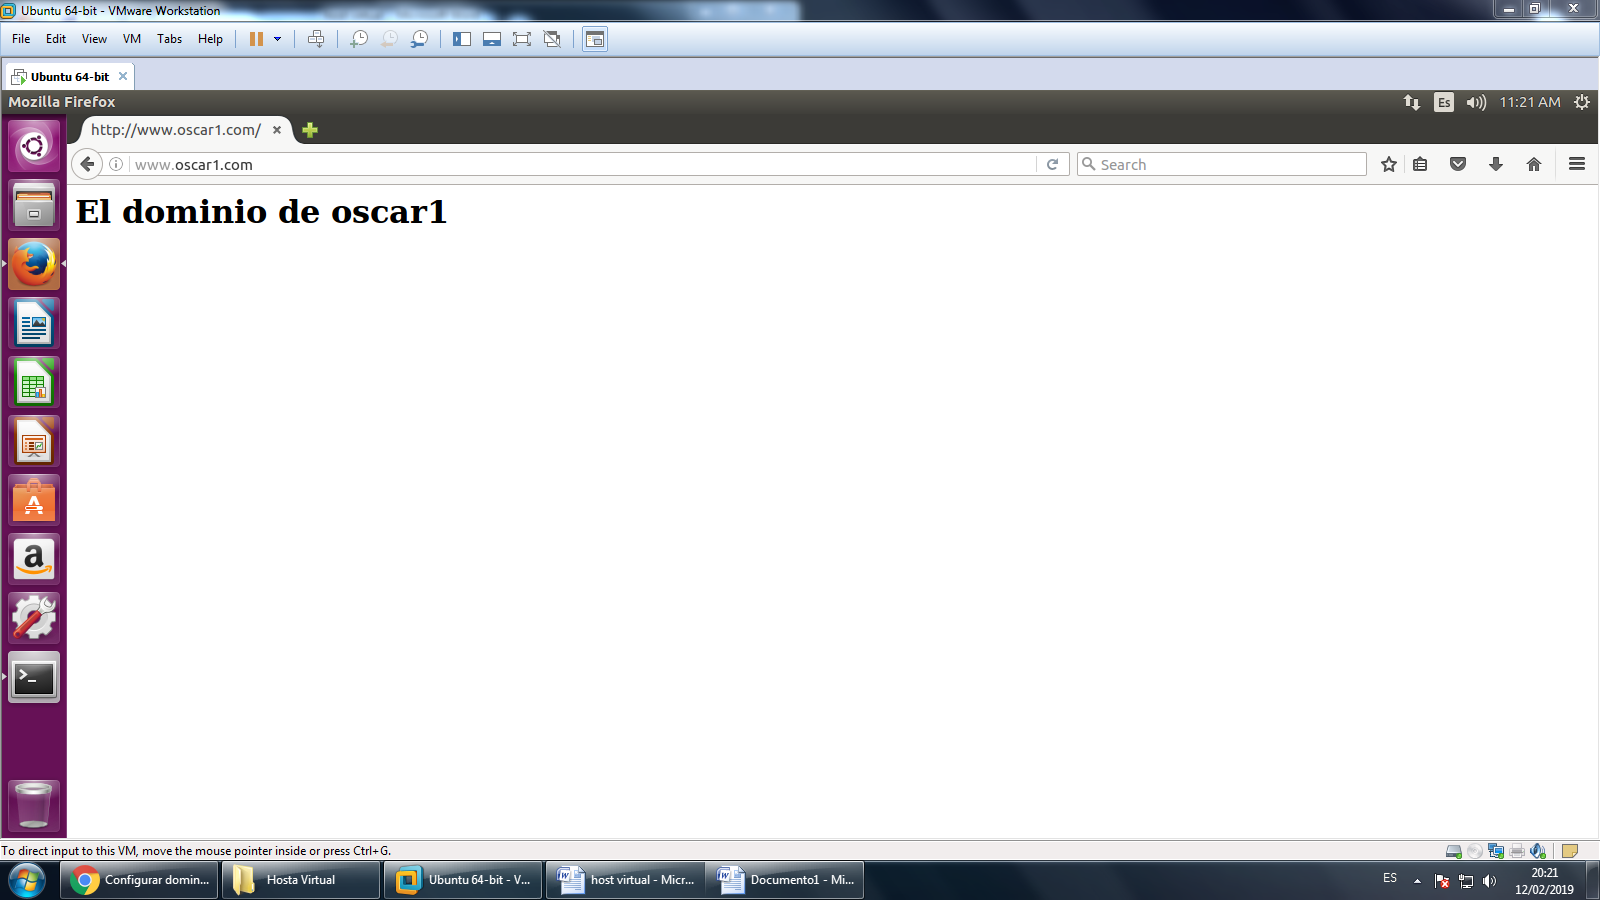 Ubuntu 64-bit - VMware Workstation
File Edit View VM Tabs Help
Ubuntu 64-bit
Mozilla Firefox
Es 11:21 AM
http://www.oscar1.com/
www.oscar1.com
Search
El dominio de oscar1
To direct input to this VM, move the mouse pointer inside or press Ctrl+G.
Configurar domin... Hosta Virtual Ubuntu 64-bit - V... host virtual - Micr... Documento1 - Mi... ES 20:21
12/02/2019